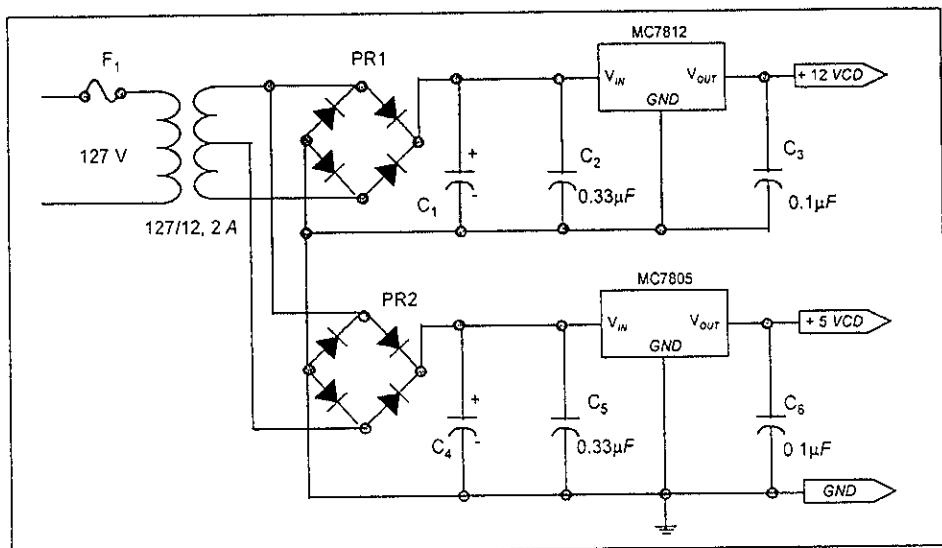 MC7812
F1
PR1
VIN
VOUT
+ 12 VCD
GND
127 V
+
-
C1
C2
0.33µF
C3
0.1µF
127/12, 2 A
MC7805
PR2
VIN
VOUT
+ 5 VCD
GND
+
-
C4
C5
0.33µF
C6
0 1µF
GND